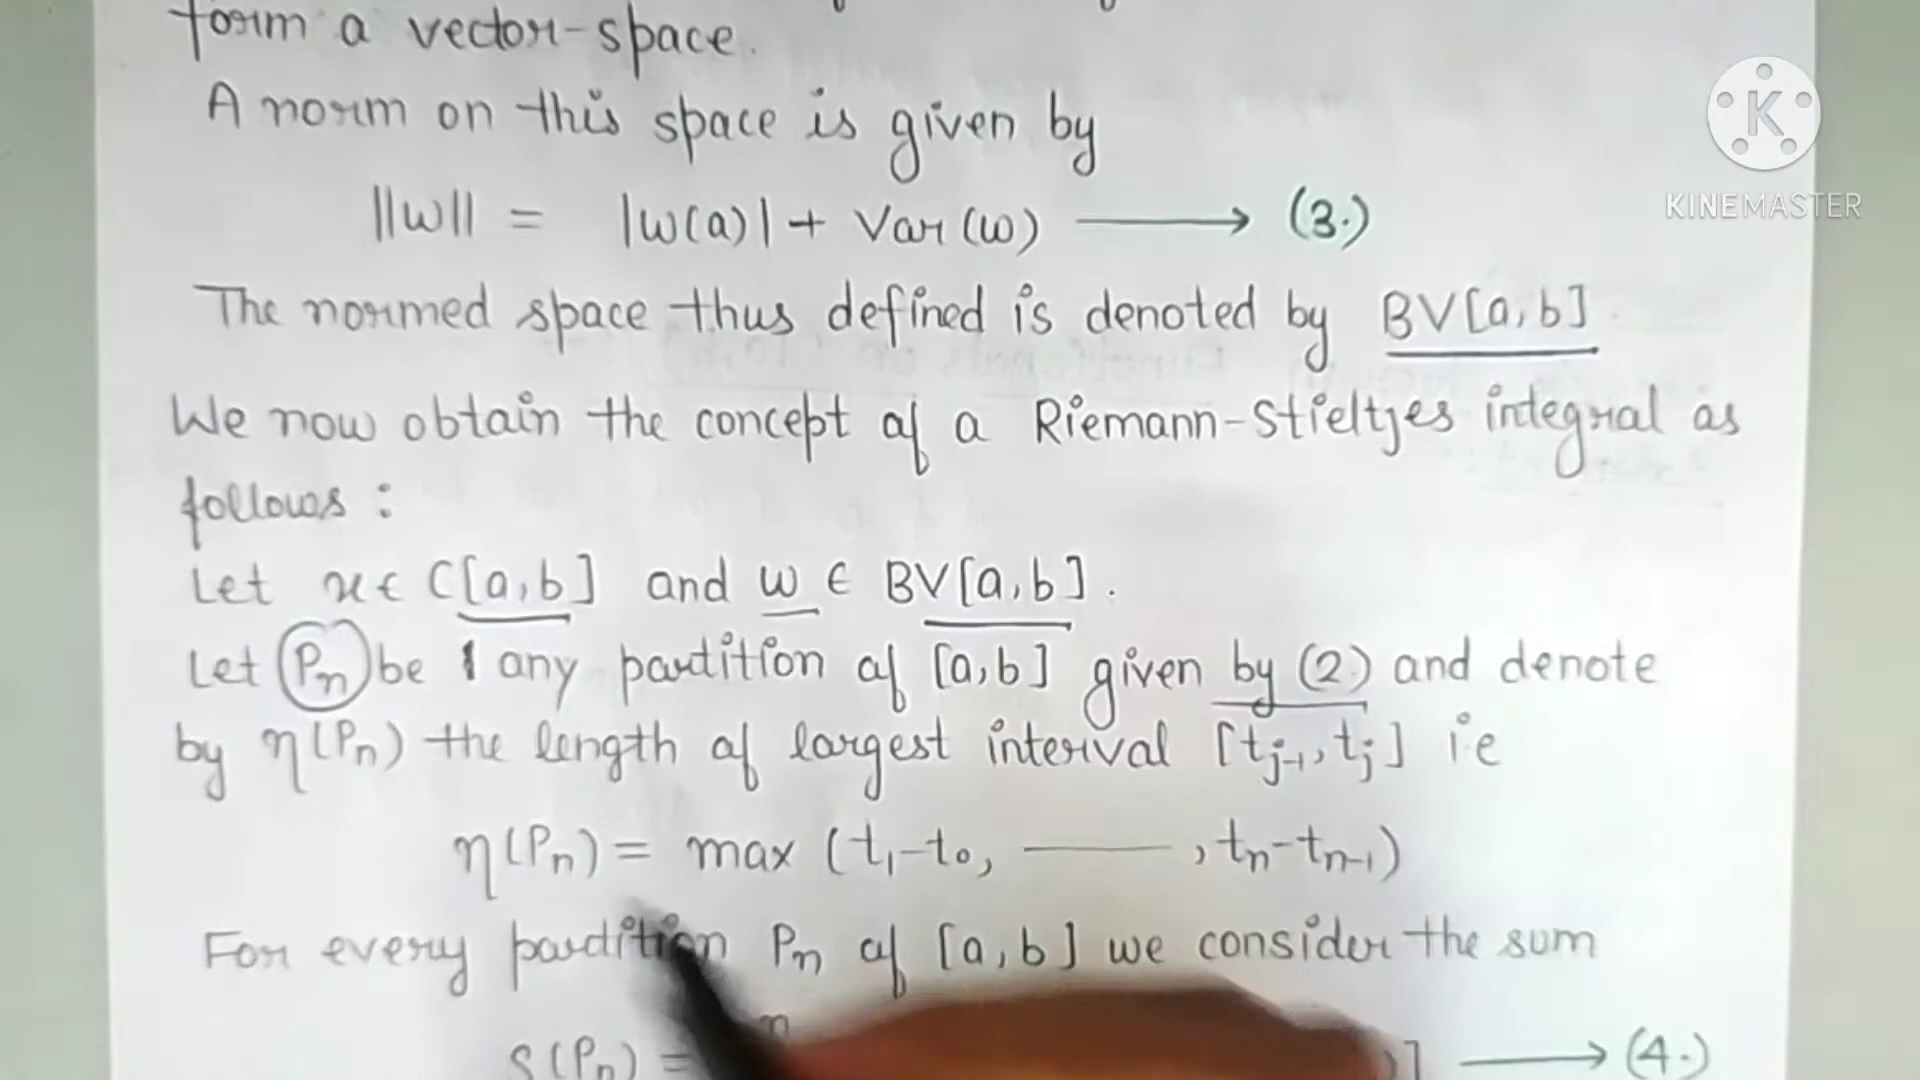 form a vector-space.
A norm on this space is given by
||w|| = |w(a)| + Var(w) ⟶ (3.)
The normed space thus defined is denoted by BV[a,b]
We now obtain the concept of a Riemann-Stieltjes integral as
follows :
Let x ∈ C[a,b] and w ∈ BV[a,b].
Let Pn be any partition of [a,b] given by (2) and denote
by η(Pn) the length of largest interval [tj-1, tj] i.e
η(Pn) = max (t1-t0, —— , tn-tn-1)
For every partition Pn of [a,b] we consider the sum
S(Pn) = n )] ⟶ (4.)
K
KINEMASTER